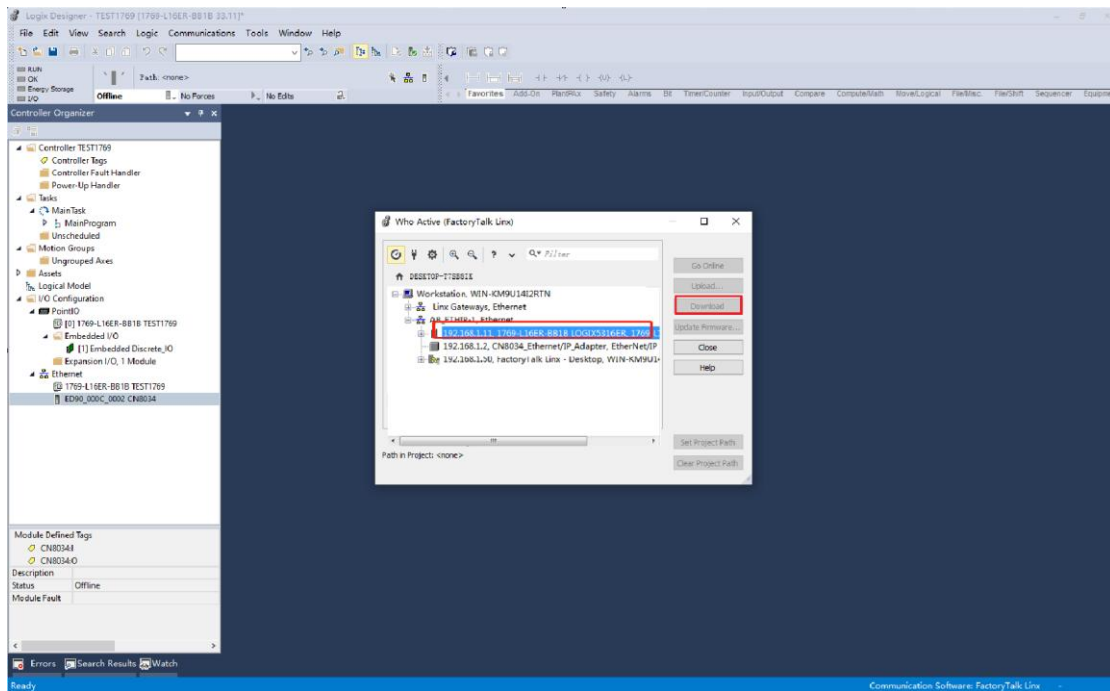 Logix Designer - TEST1769 [1769-L16ER-BB1B 33.11]*
File Edit View Search Logic Communications Tools Window Help
RUN
OK
Energy Storage
I/O
Path: <none>
Offline
No Forces
No Edits
Favorites Add-On PlantPAx Safety Alarms Bit Timer/Counter Input/Output Compare Compute/Math Move/Logical File/Misc. File/Shift Sequencer Equipme
Controller Organizer
Controller TEST1769
Controller Tags
Controller Fault Handler
Power-Up Handler
Tasks
MainTask
MainProgram
Unscheduled
Motion Groups
Ungrouped Axes
Assets
Logical Model
I/O Configuration
PointIO
[0] 1769-L16ER-BB1B TEST1769
Embedded I/O
[1] Embedded Discrete_IO
Expansion I/O, 1 Module
Ethernet
1769-L16ER-BB1B TEST1769
ED90_000C_0002 CN8034
Module Defined Tags
CN8034:I
CN8034:O
Description
Status Offline
Module Fault
Errors Search Results Watch
Ready
Communication Software: FactoryTalk Linx
Who Active (FactoryTalk Linx)
Filter
Workstation, WIN-KM9U14I2RTN
Linx Gateways, Ethernet
AB_ETHIP-1, Ethernet
192.168.1.11, 1769-L16ER-BB1B LOGIX5316ER, 1769-L
192.168.1.2, CN8034_Ethernet/IP_Adapter, EtherNet/IP
192.168.1.50, FactoryTalk Linx - Desktop, WIN-KM9U1
Path in Project: <none>
Go Online
Upload...
Download
Update Firmware...
Close
Help
Set Project Path
Clear Project Path